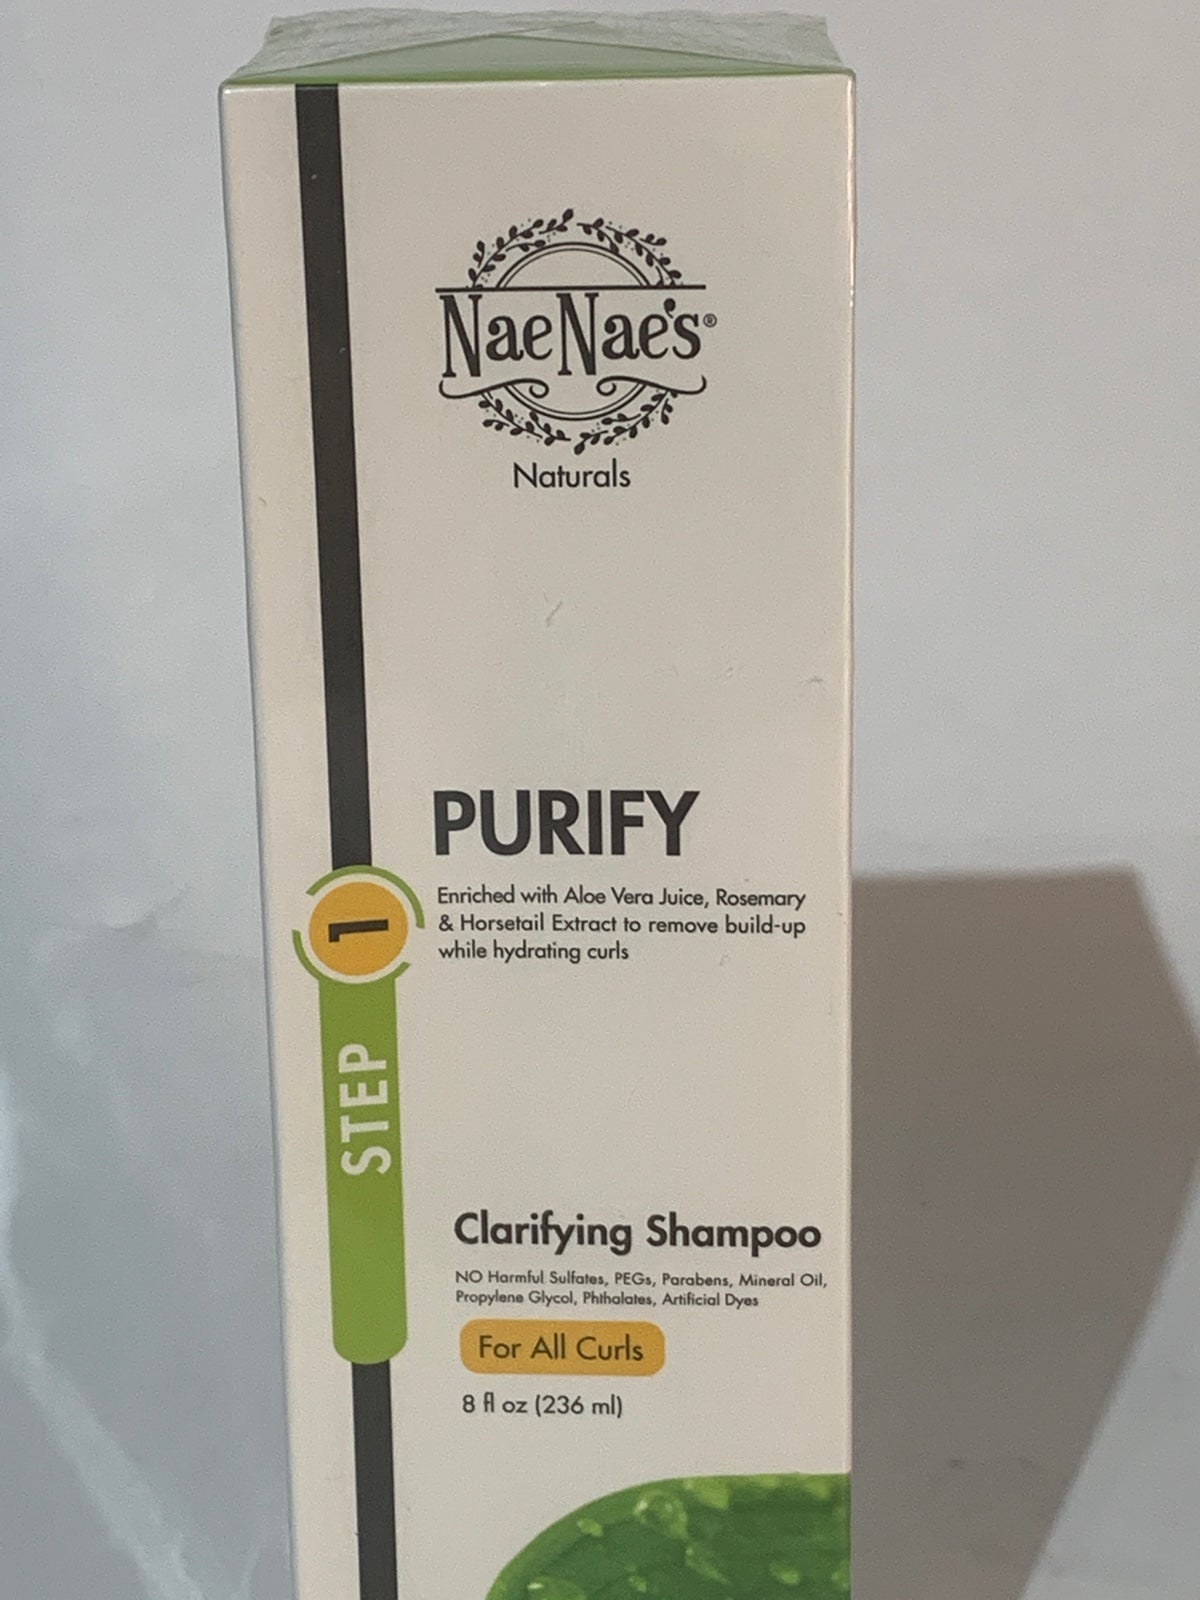 NaeNae's®
Naturals
PURIFY
Enriched with Aloe Vera Juice, Rosemary
& Horsetail Extract to remove build-up
while hydrating curls
STEP 1
Clarifying Shampoo
NO Harmful Sulfates, PEGs, Parabens, Mineral Oil,
Propylene Glycol, Phthalates, Artificial Dyes
For All Curls
8 fl oz (236 ml)